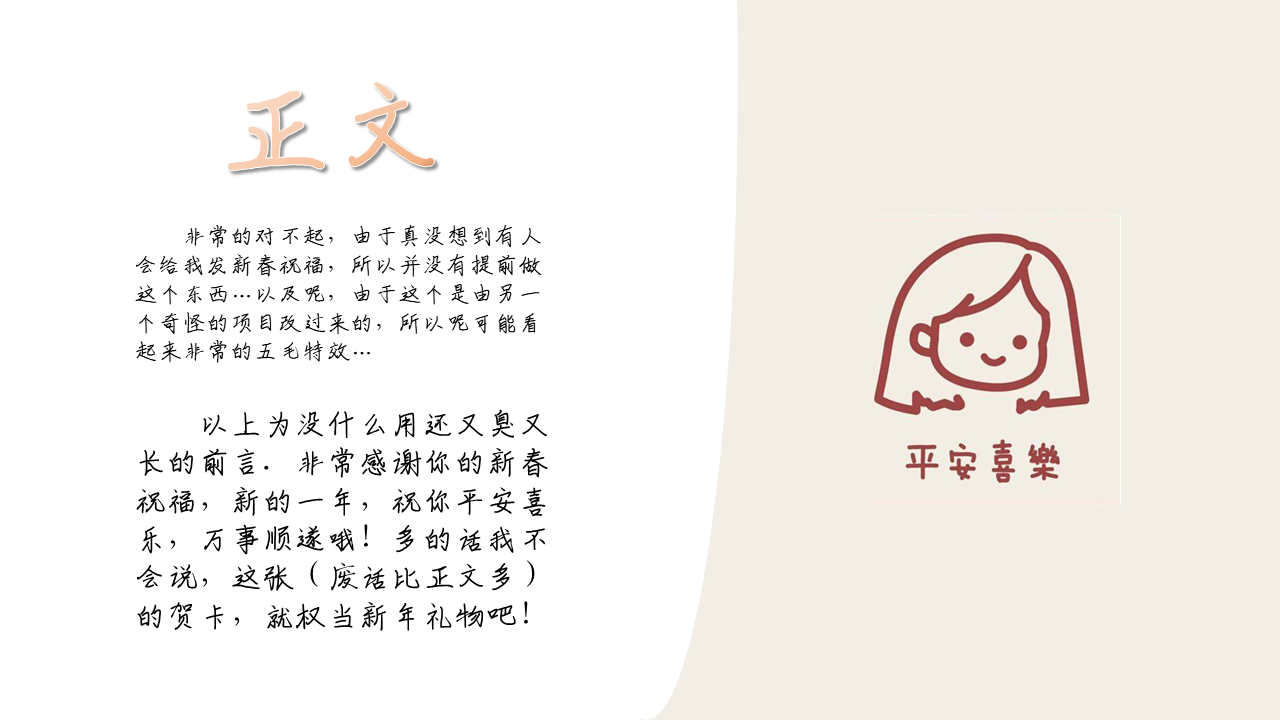 正文
非常的对不起，由于真没想到有人
会给我发新春祝福，所以并没有提前做
这个东西…以及呢，由于这个是由另一
个奇怪的项目改过来的，所以呢可能看
起来非常的五毛特效…
以上为没什么用还又臭又
长的前言．非常感谢你的新春
祝福，新的一年，祝你平安喜
乐，万事顺遂哦！多的话我不
会说，这张（废话比正文多）
的贺卡，就权当新年礼物吧！
平安喜樂